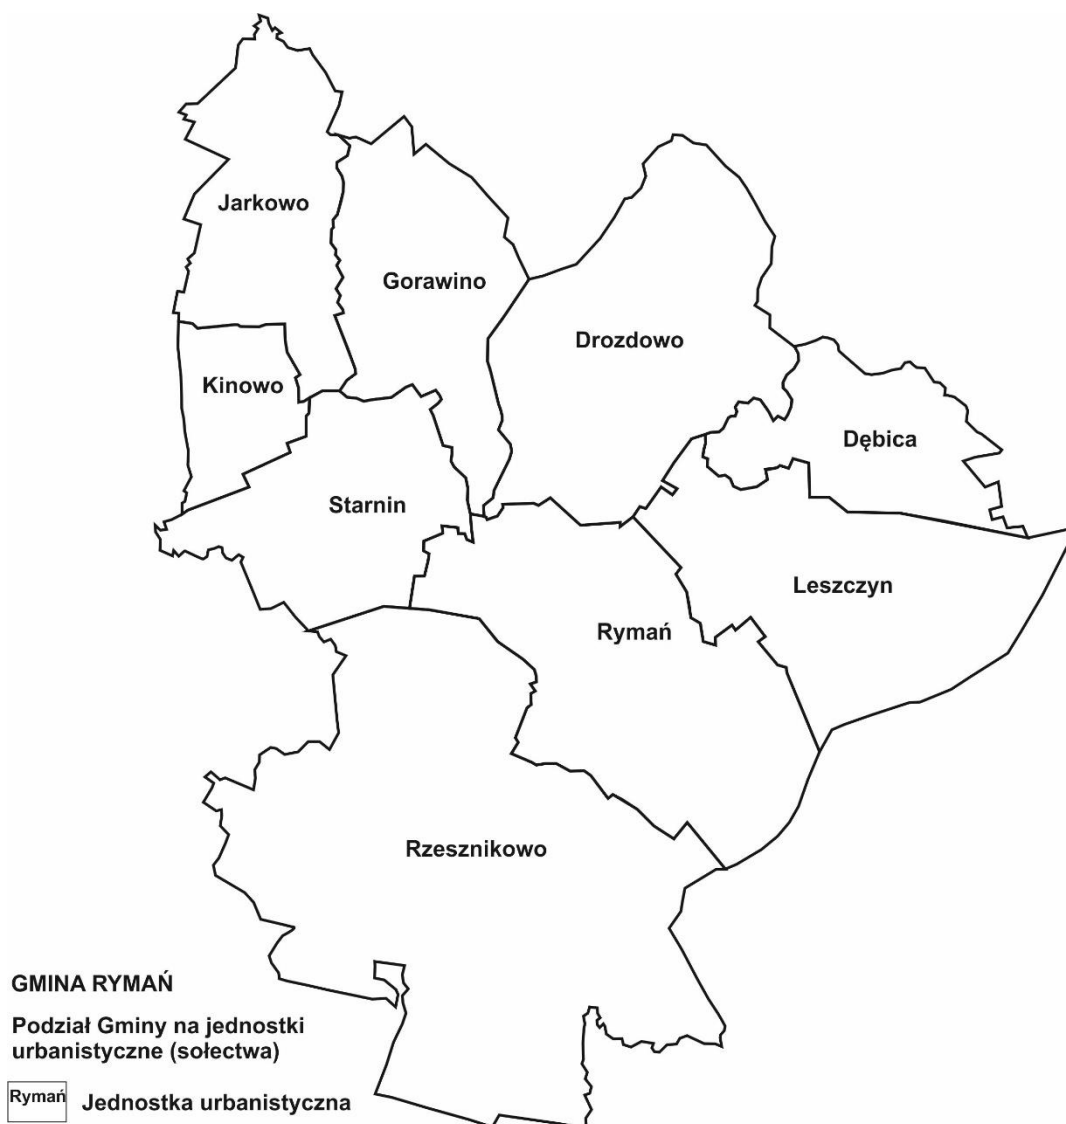 Jarkowo
Gorawino
Drozdowo
Kinowo
Dębica
Starnin
Leszczyn
Rymań
Rzesznikowo
GMINA RYMAŃ
Podział Gminy na jednostki
urbanistyczne (sołectwa)
Rymań
Jednostka urbanistyczna